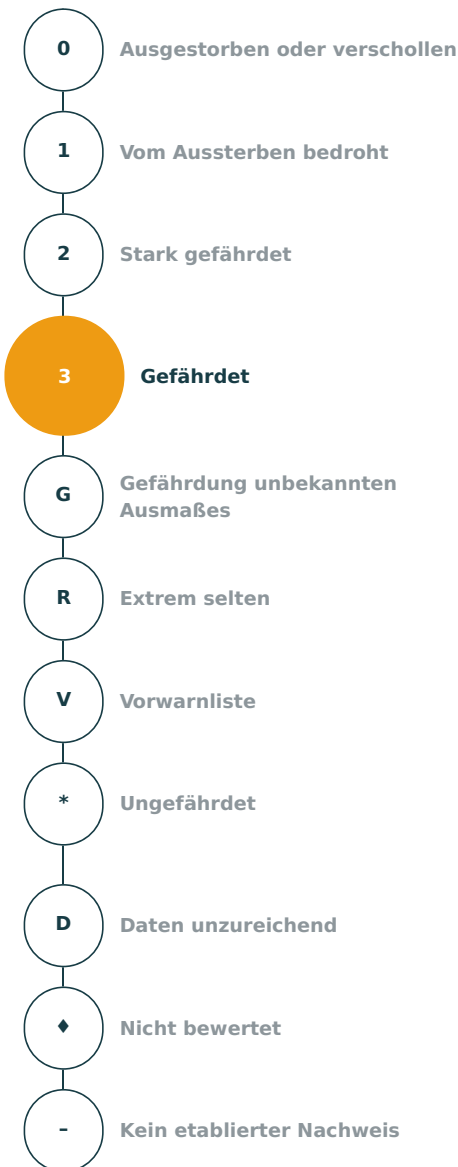 0 Ausgestorben oder verschollen
1 Vom Aussterben bedroht
2 Stark gefährdet
3 Gefährdet
G Gefährdung unbekannten
Ausmaßes
R Extrem selten
V Vorwarnliste
* Ungefährdet
D Daten unzureichend
♦ Nicht bewertet
– Kein etablierter Nachweis